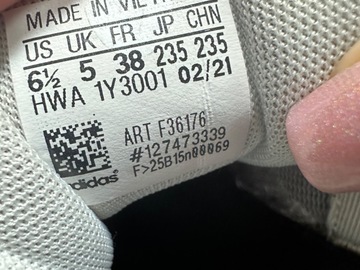 MADE IN VIETN
US UK FR JP CHN
6½ 5 38 235 235
HWA 1Y3001 02/21
ART F36176
#127473339
F>25B15n00069
adidas